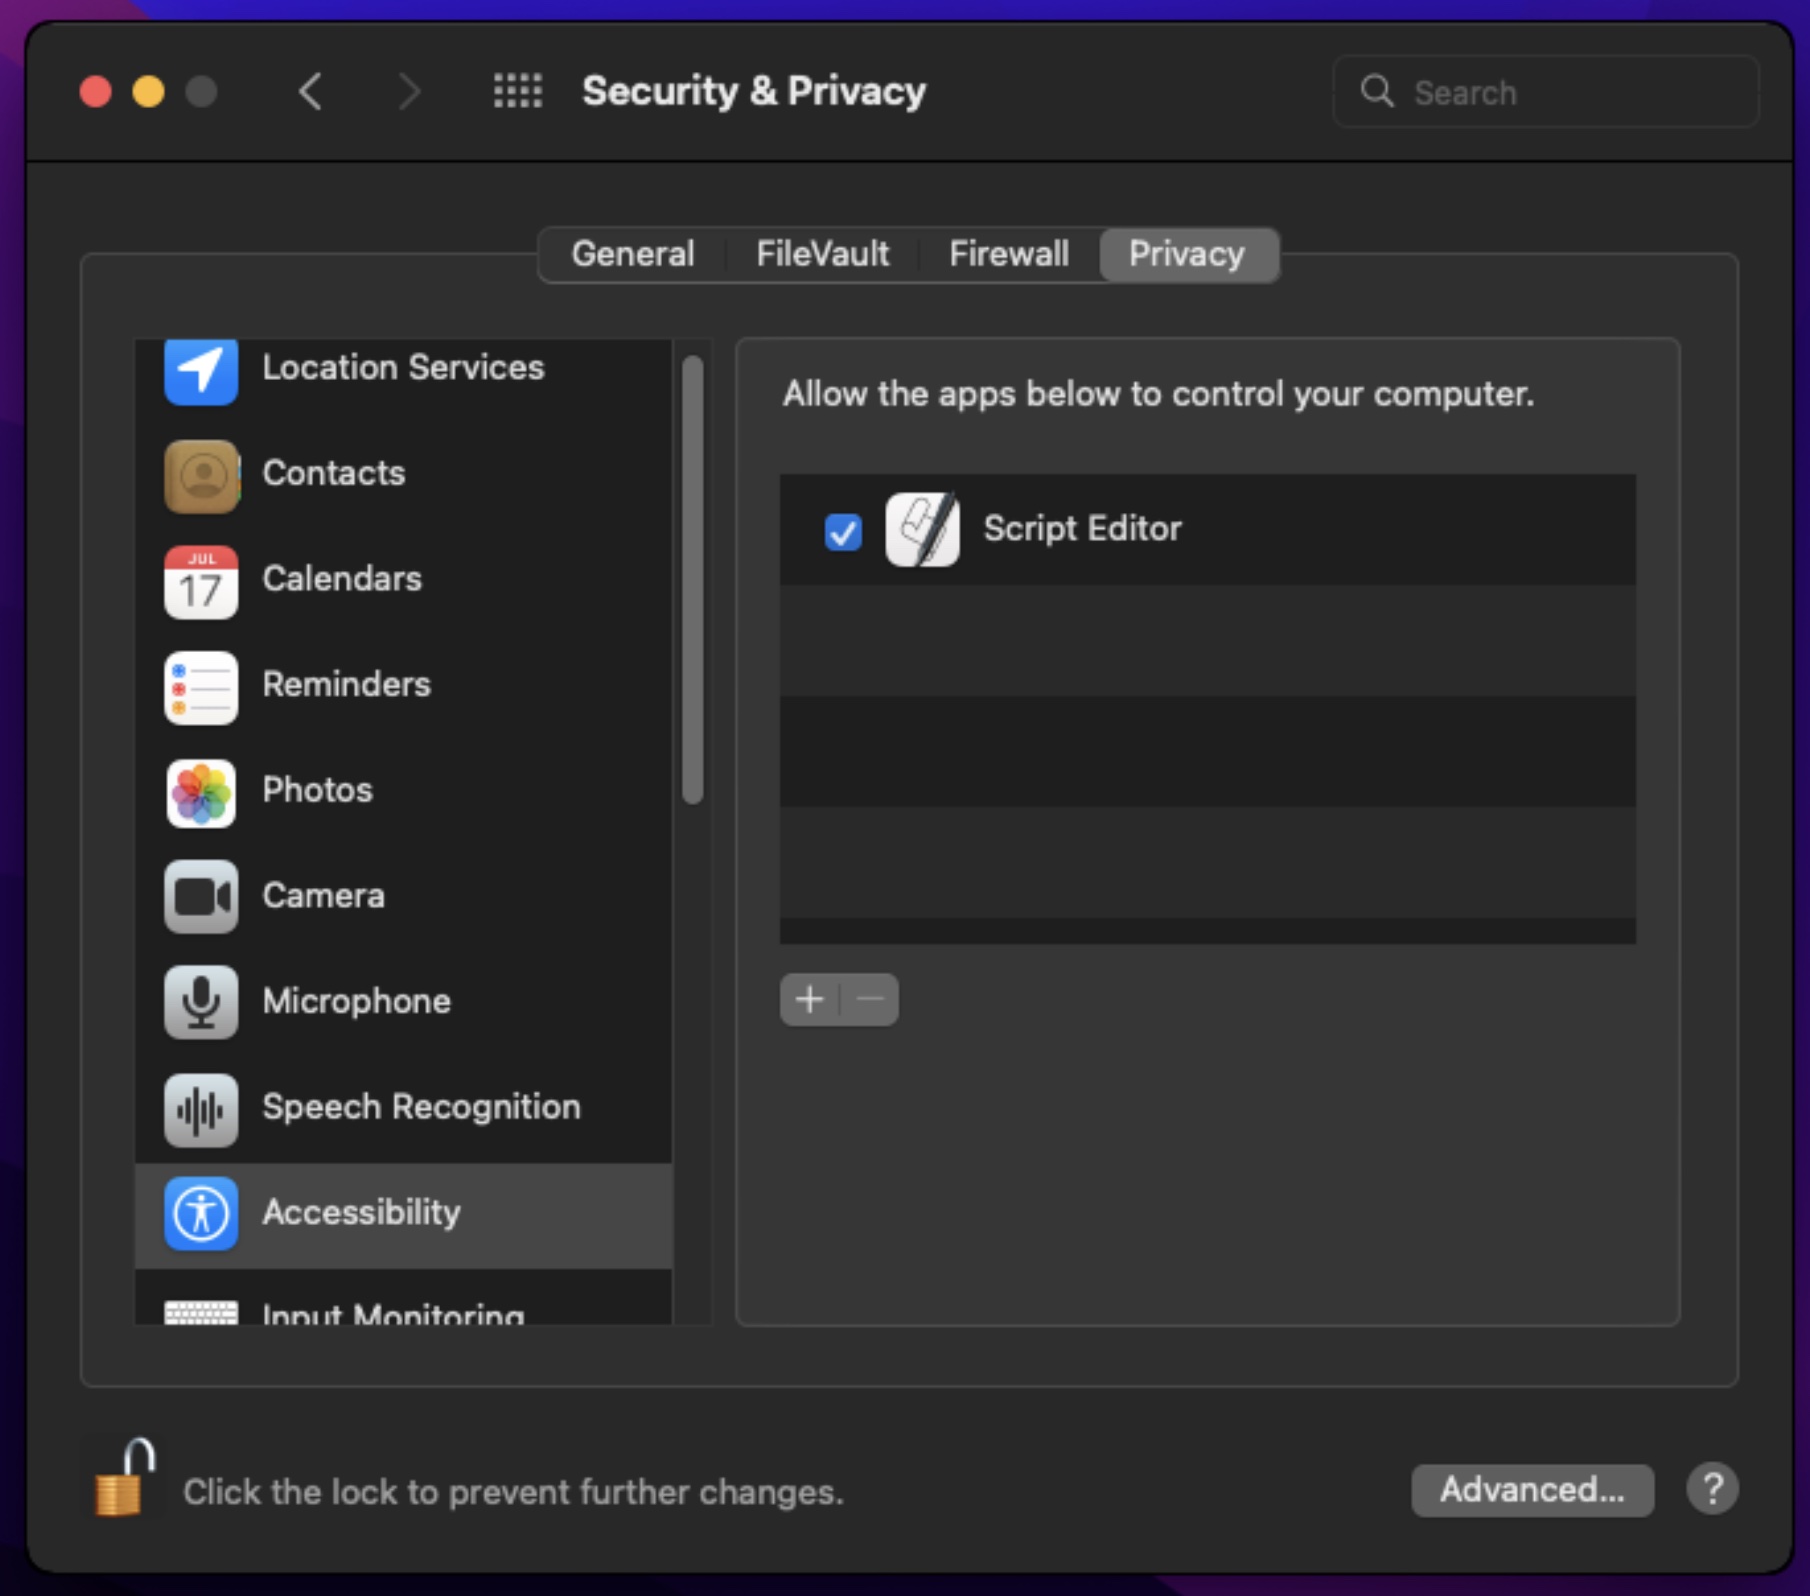 Security & Privacy
Search
General
FileVault
Firewall
Privacy
Location Services
Contacts
JUL
17
Calendars
Reminders
Photos
Camera
Microphone
Speech Recognition
Accessibility
Input Monitoring
Allow the apps below to control your computer.
Script Editor
Click the lock to prevent further changes.
Advanced...
?